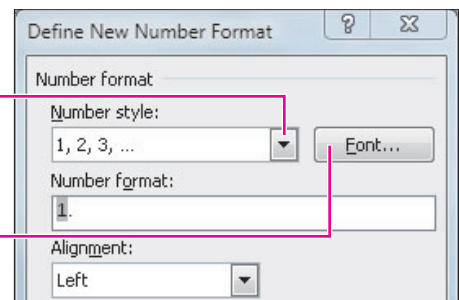 Define New Number Format
Number format
Number style:
1, 2, 3, ...
Font...
Number format:
1.
Alignment:
Left